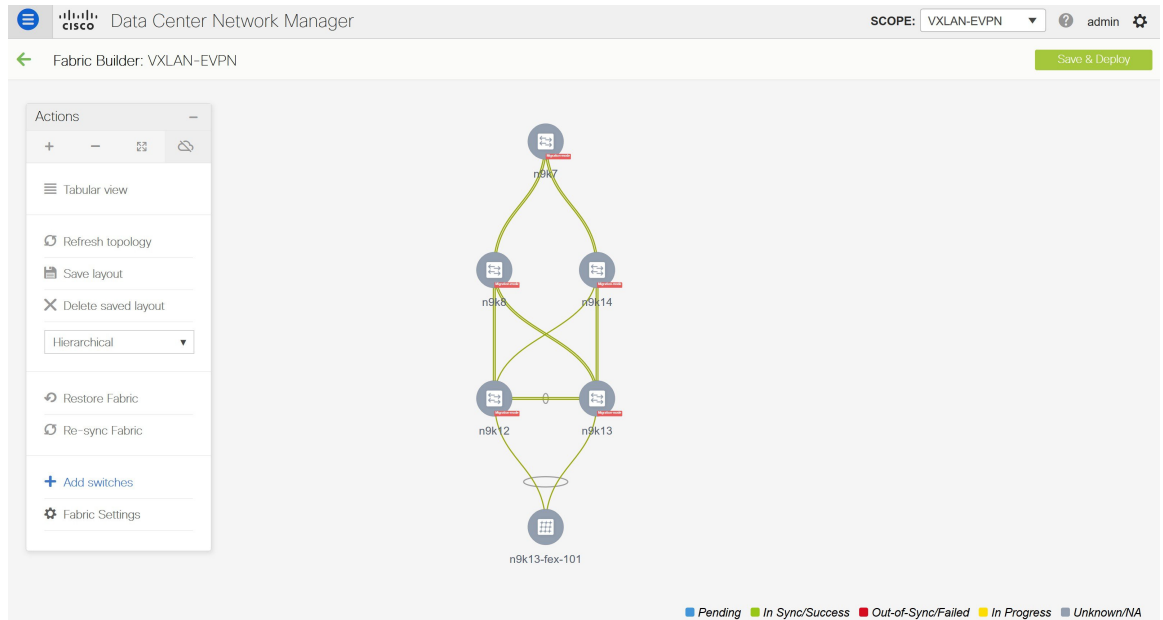 cisco Data Center Network Manager
SCOPE: VXLAN-EVPN
admin
Fabric Builder: VXLAN-EVPN
Save & Deploy
Actions
Tabular view
Refresh topology
Save layout
Delete saved layout
Hierarchical
Restore Fabric
Re-sync Fabric
Add switches
Fabric Settings
n9k7
n9k8
n9k14
n9k12
n9k13
n9k13-fex-101
Pending In Sync/Success Out-of-Sync/Failed In Progress Unknown/NA